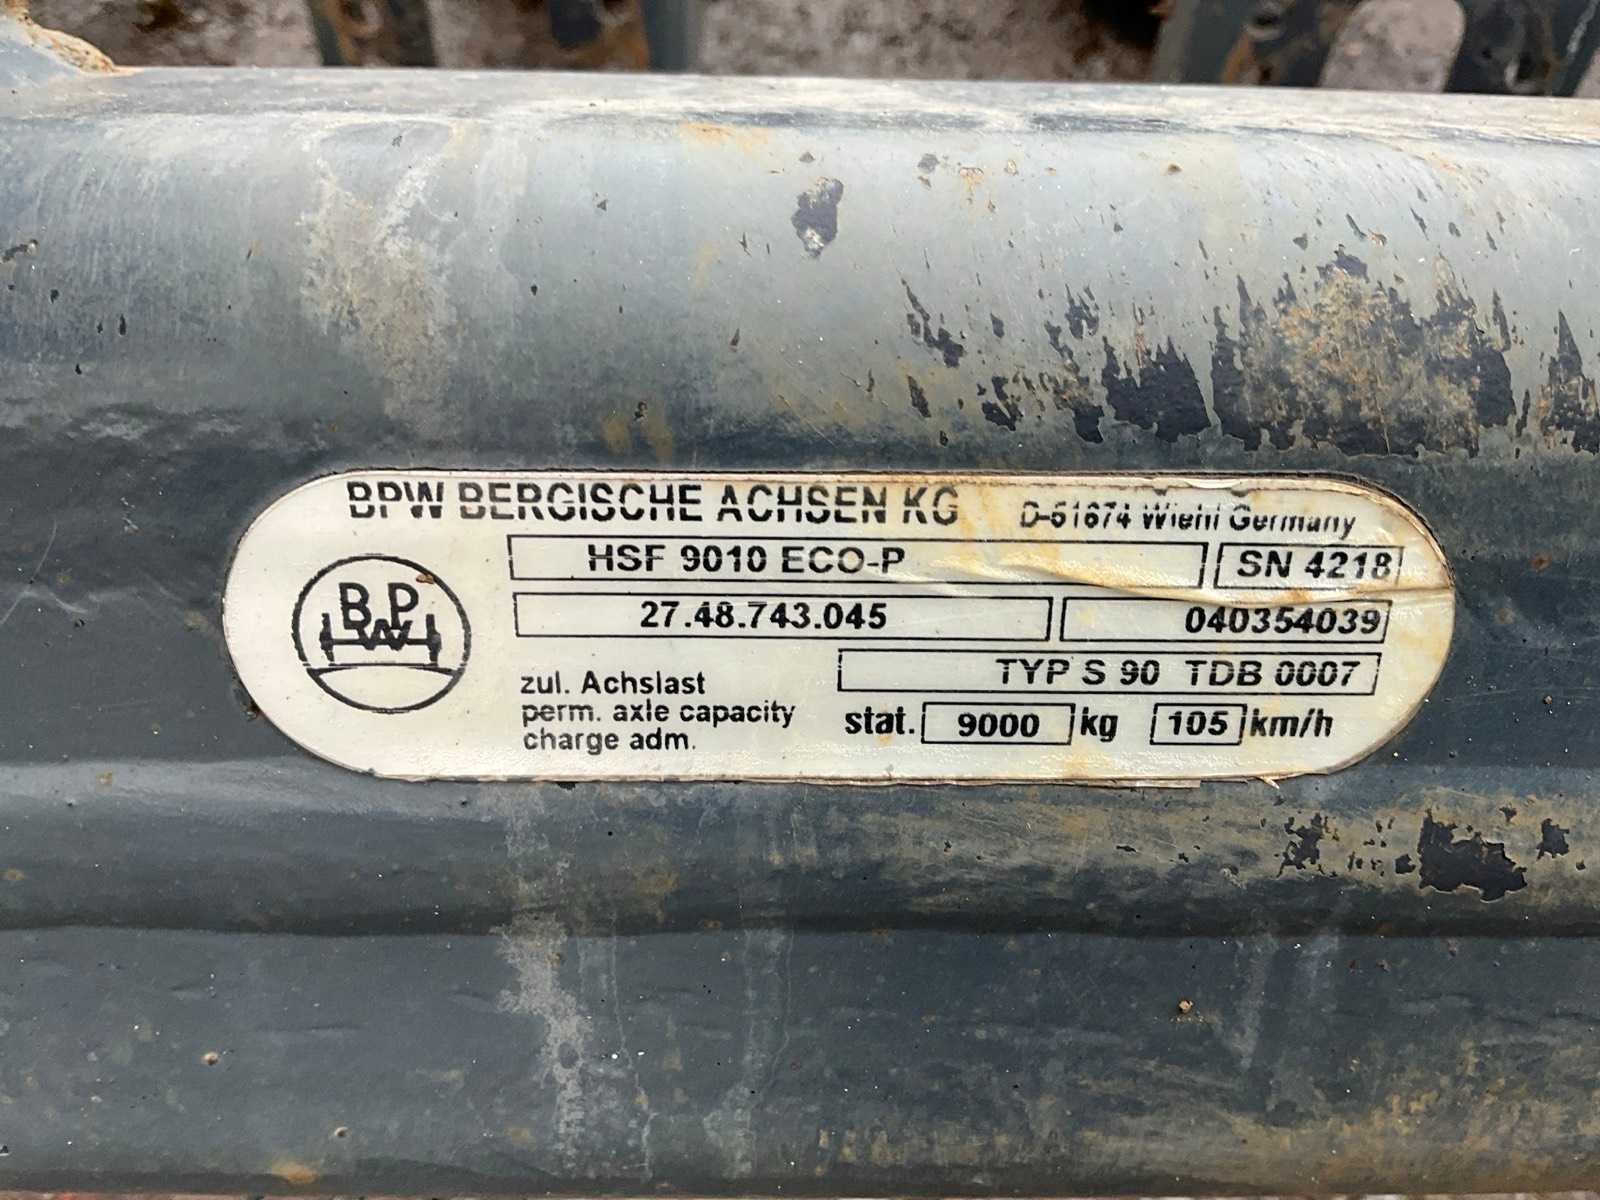 BPW BERGISCHE ACHSEN KG D-51674 Wiehl Germany
BPW
HSF 9010 ECO-P SN 4218
27.48.743.045 040354039
TYP S 90 TDB 0007
zul. Achslast
perm. axle capacity stat. 9000 kg 105 km/h
charge adm.